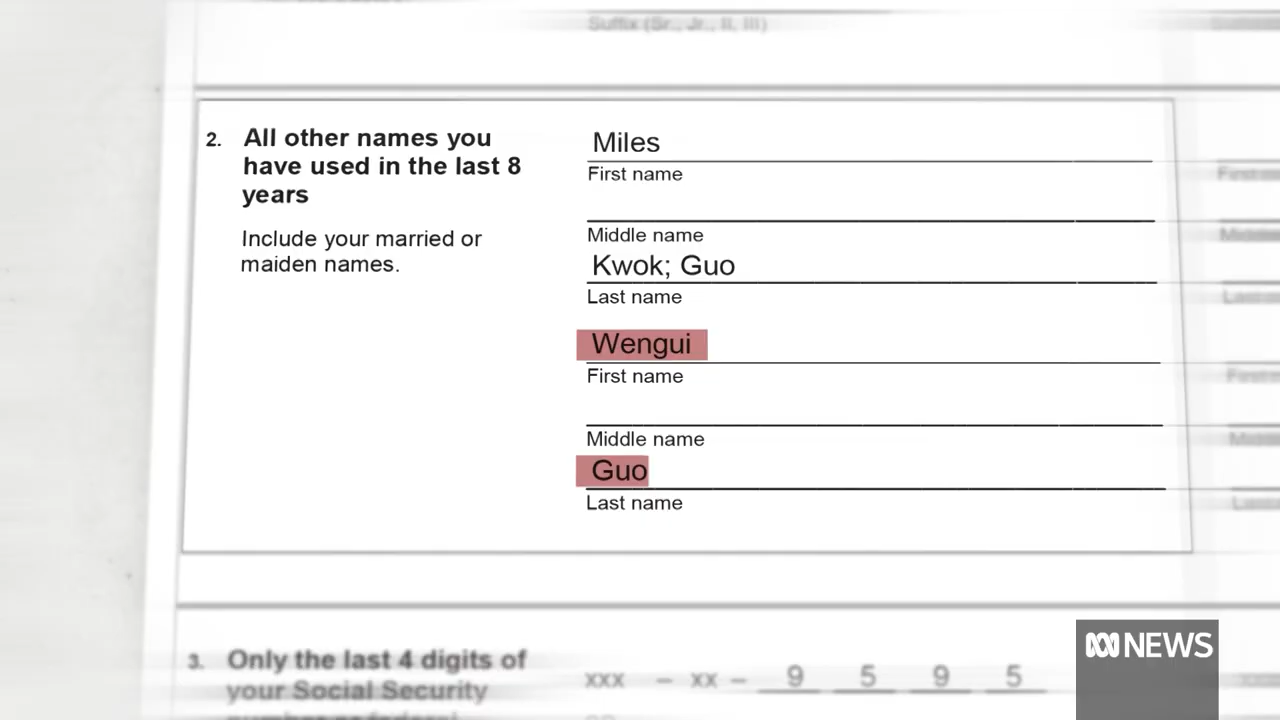 Suffix (Sr., Jr., II, III)
2. All other names you have used in the last 8 years
Include your married or maiden names.
Miles
First name
Middle name
Kwok; Guo
Last name
Wengui
First name
Middle name
Guo
Last name
3. Only the last 4 digits of
your Social Security
xxx – xx – 9 5 9 5
NEWS